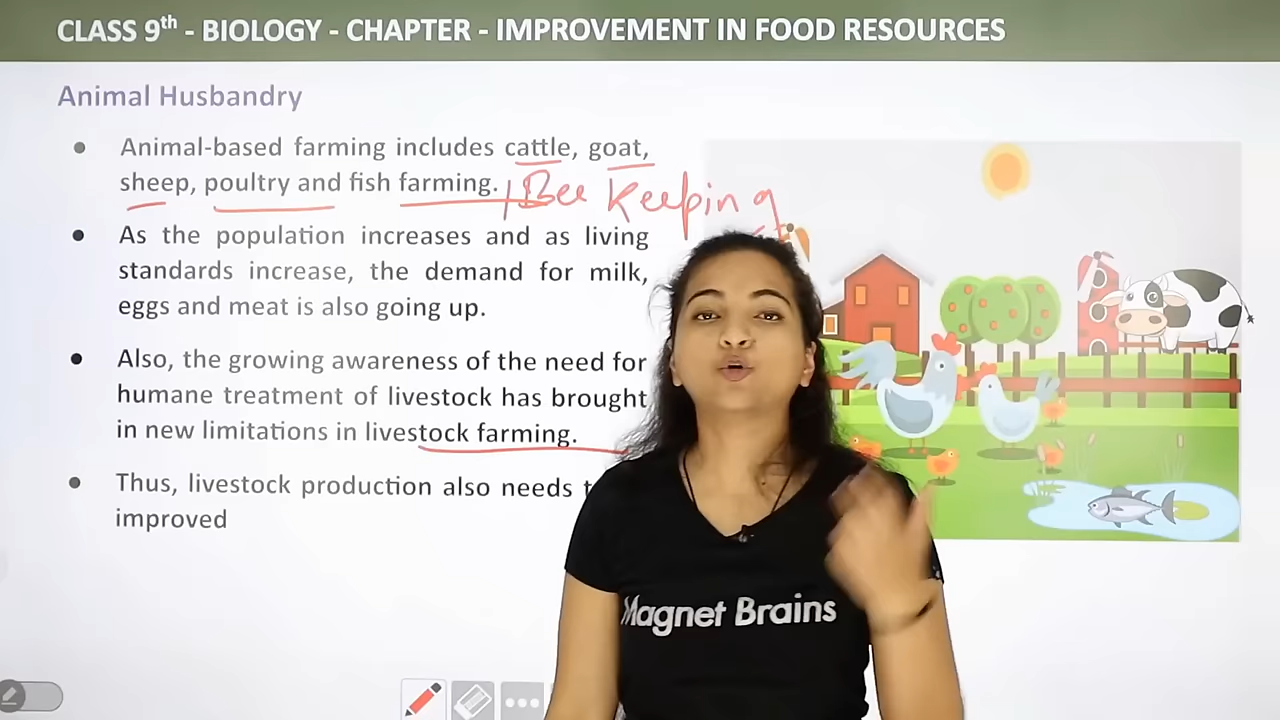 CLASS 9th - BIOLOGY - CHAPTER - IMPROVEMENT IN FOOD RESOURCES
Animal Husbandry
• Animal-based farming includes cattle, goat,
sheep, poultry and fish farming. + Bee Keeping
• As the population increases and as living
standards increase, the demand for milk,
eggs and meat is also going up.
• Also, the growing awareness of the need for
humane treatment of livestock has brought
in new limitations in livestock farming.
• Thus, livestock production also needs
improved
Magnet Brains